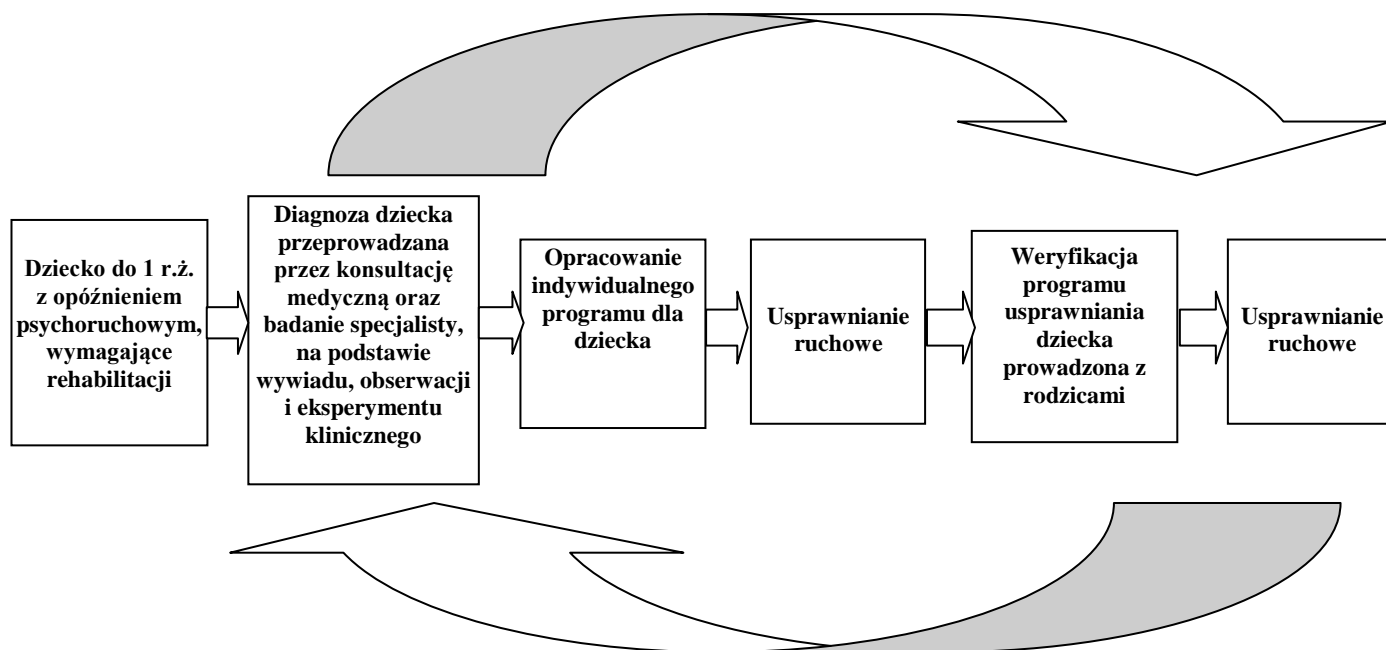 Dziecko do 1 r.ż.
z opóźnieniem
psychoruchowym,
wymagające
rehabilitacji
Diagnoza dziecka
przeprowadzana
przez konsultację
medyczną oraz
badanie specjalisty,
na podstawie
wywiadu, obserwacji
i eksperymentu
klinicznego
Opracowanie
indywidualnego
programu dla
dziecka
Usprawnianie
ruchowe
Weryfikacja
programu
usprawniania
dziecka
prowadzona z
rodzicami
Usprawnianie
ruchowe